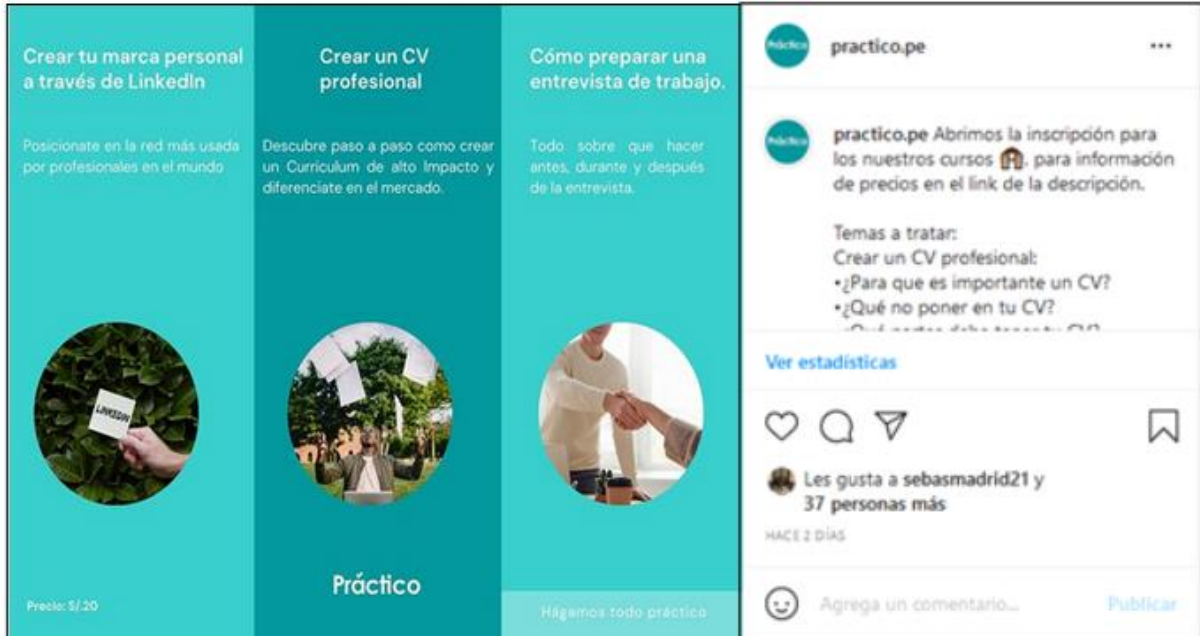 Crear tu marca personal
a través de LinkedIn
Posicionate en la red más usada
por profesionales en el mundo
LINKEDIN
Precio: S/.20
Crear un CV
profesional
Descubre paso a paso como crear
un Curriculum de alto Impacto y
diferenciate en el mercado.
Práctico
Cómo preparar una
entrevista de trabajo.
Todo sobre que hacer
antes, durante y después
de la entrevista.
Hágamos todo práctico
Práctico
practico.pe
Práctico
practico.pe Abrimos la inscripción para
los nuestros cursos . para información
de precios en el link de la descripción.
Temas a tratar:
Crear un CV profesional:
•¿Para que es importante un CV?
•¿Qué no poner en tu CV?
Ver estadísticas
Les gusta a sebasmadrid21 y
37 personas más
HACE 2 DÍAS
Agrega un comentario...
Publicar